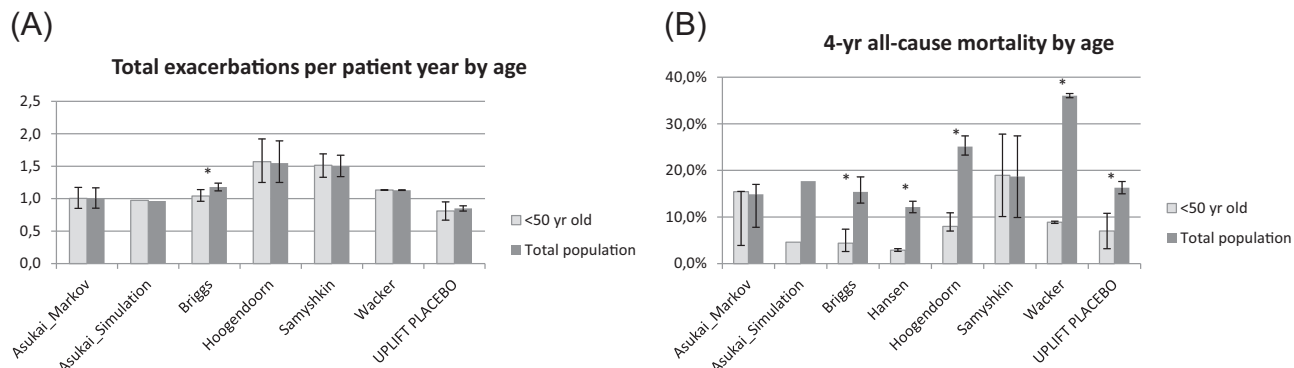 (A)
Total exacerbations per patient year by age
2,5
2,0
1,5
1,0
0,5
0,0
*
Asukai_Markov
Asukai_Simulation
Briggs
Hoogendoorn
Samyshkin
Wacker
UPLIFT PLACEBO
<50 yr old
Total population
(B)
4-yr all-cause mortality by age
40,0%
30,0%
20,0%
10,0%
0,0%
*
*
*
*
*
Asukai_Markov
Asukai_Simulation
Briggs
Hansen
Hoogendoorn
Samyshkin
Wacker
UPLIFT PLACEBO
<50 yr old
Total population